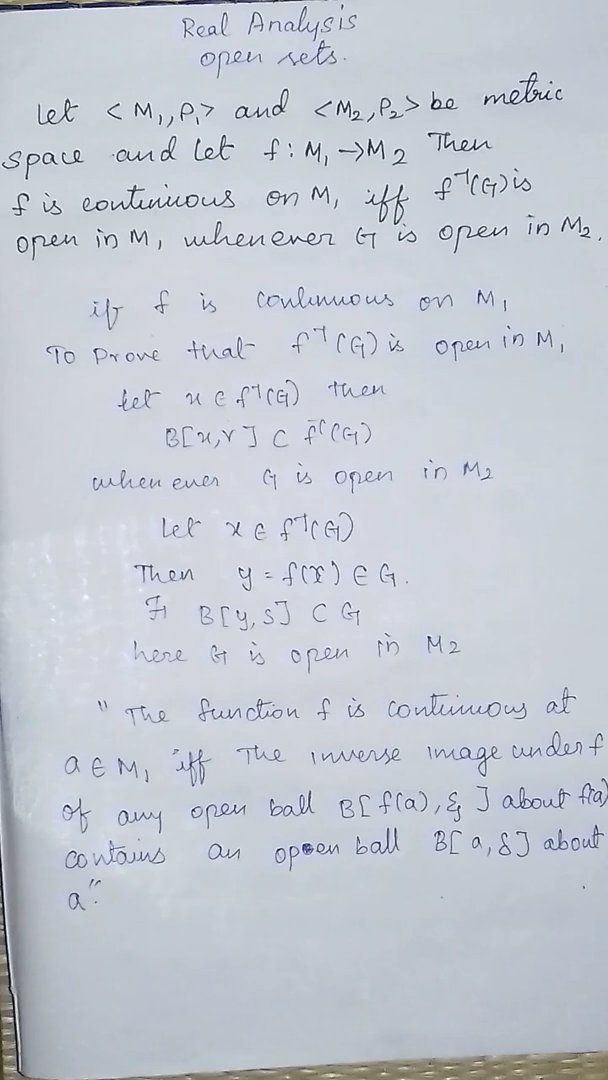 Real Analysis
open sets.
Let < M₁, ρ₁> and <M₂, ρ₂> be metric
space and let f : M₁ → M₂ Then
f is continuous on M₁ iff f⁻¹(G) is
open in M₁ whenever G is open in M₂.
if f is continuous on M₁
To prove that f⁻¹(G) is open in M₁
let x ∈ f⁻¹(G) then
B[x, r] ⊂ f⁻¹(G)
when ever G is open in M₂
Let x ∈ f⁻¹(G)
Then y = f(x) ∈ G.
∃ B[y, s] ⊂ G
here G is open in M₂
" The function f is continuous at
a ∈ M₁ iff The inverse image under f
of any open ball B[f(a), ξ] about f(a)
contains an open ball B[a, δ] about
a".